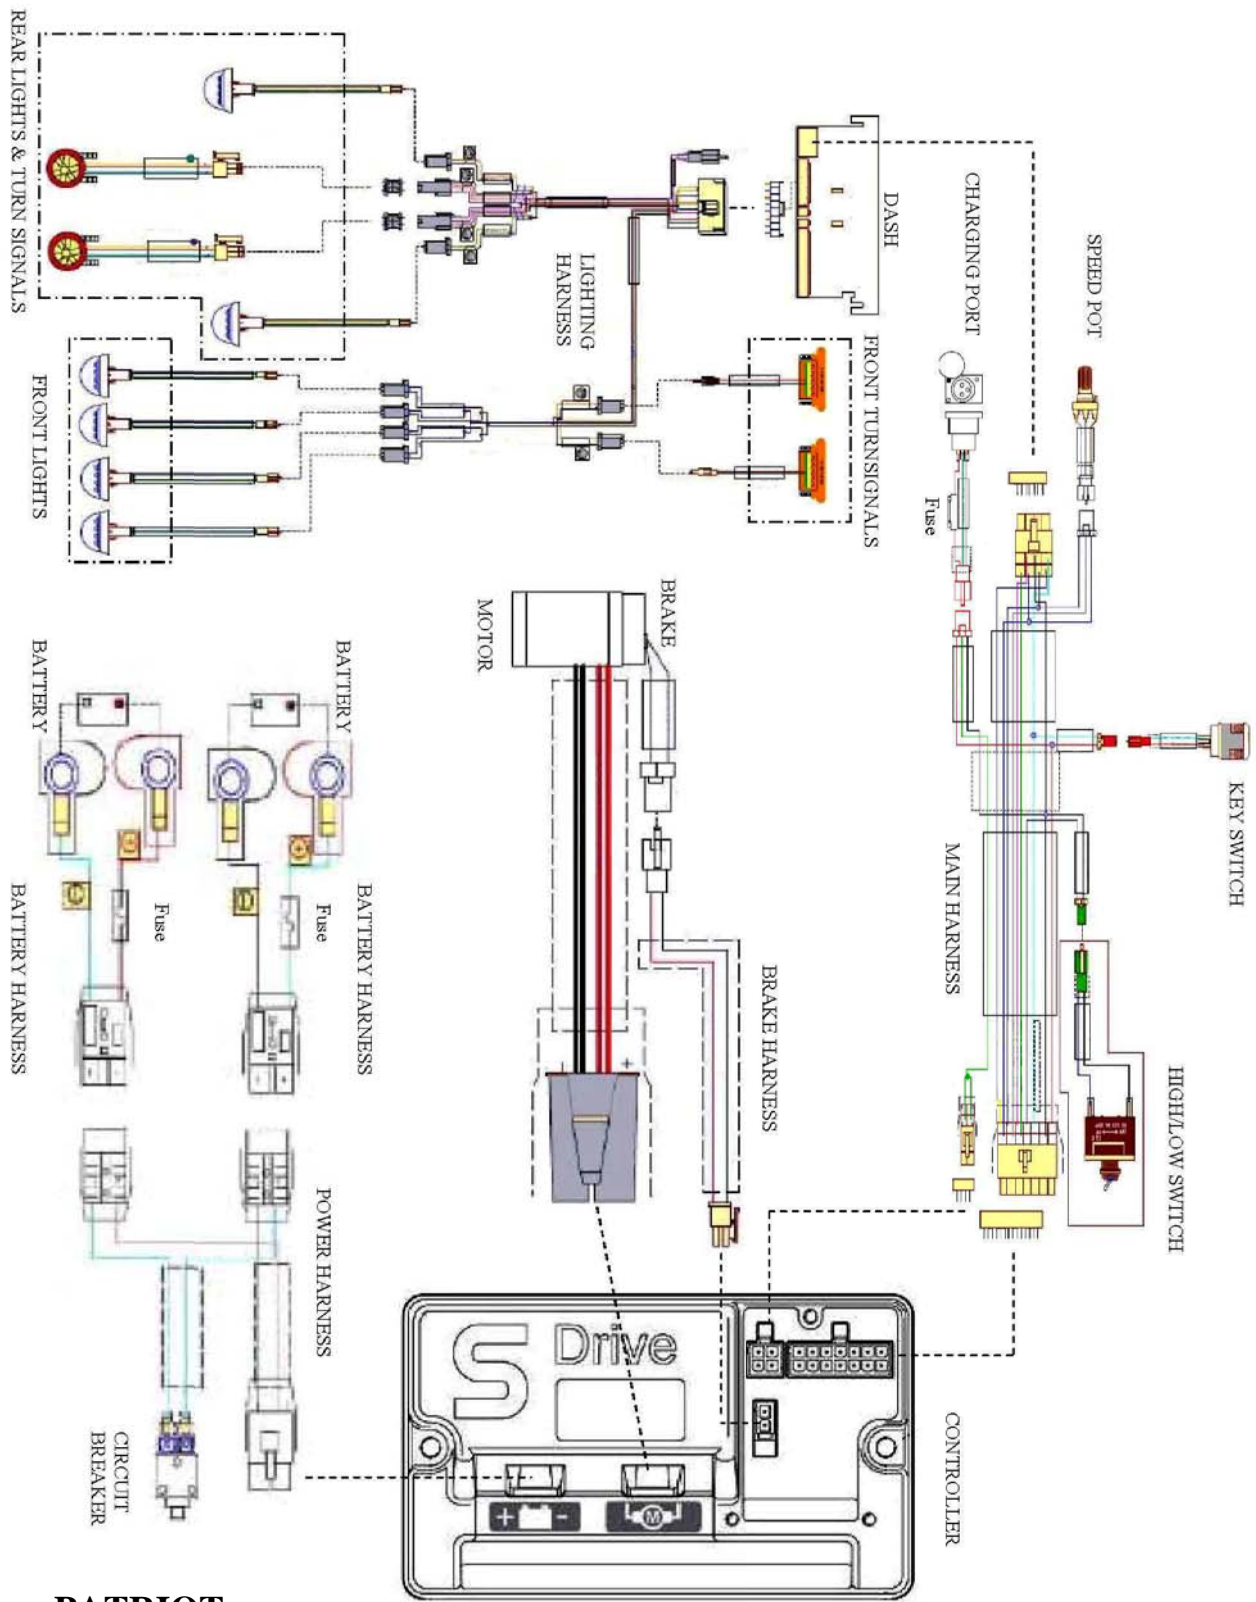 REAR LIGHTS & TURN SIGNALS
DASH
CHARGING PORT
SPEED POT
LIGHTING
HARNESS
FRONT TURNSIGNALS
FRONT LIGHTS
Fuse
KEY SWITCH
MAIN HARNESS
HIGH/LOW SWITCH
BRAKE
MOTOR
BRAKE HARNESS
BATTERY
BATTERY
Fuse
Fuse
BATTERY HARNESS
BATTERY HARNESS
POWER HARNESS
CIRCUIT
BREAKER
CONTROLLER
S Drive
+ -
M
PATRIOT